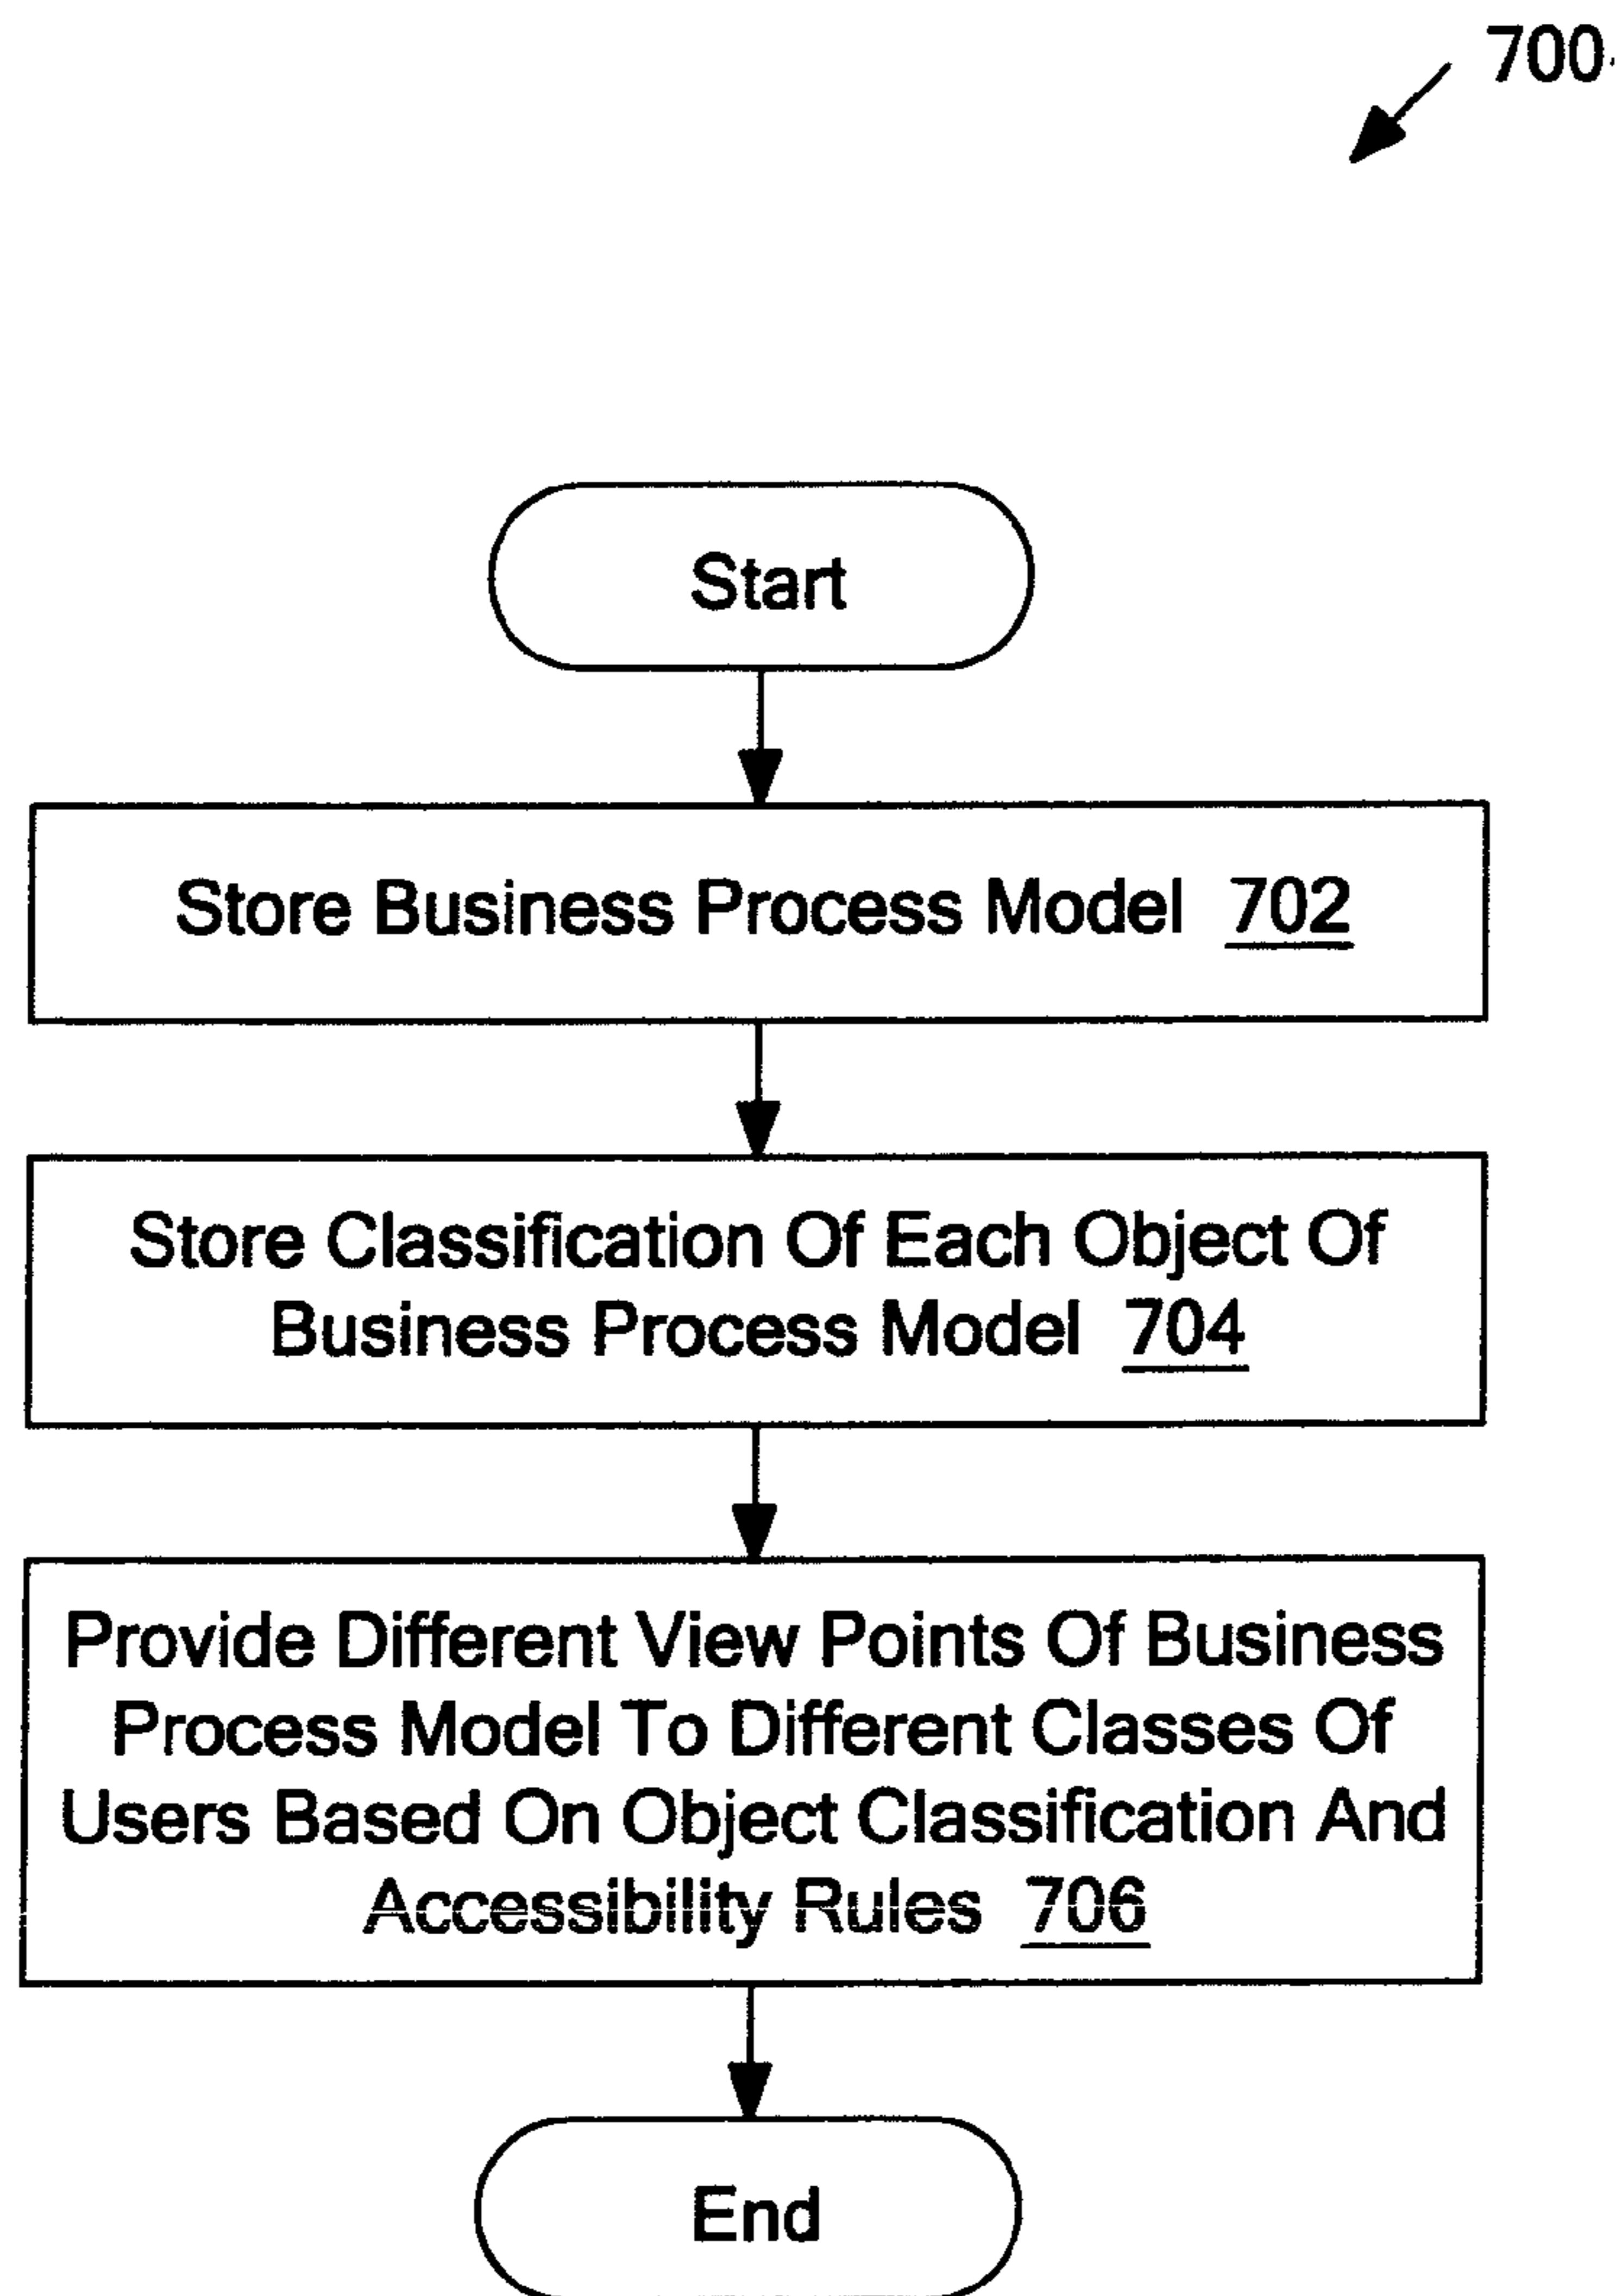 700
Start
Store Business Process Model 702
Store Classification Of Each Object Of
Business Process Model 704
Provide Different View Points Of Business
Process Model To Different Classes Of
Users Based On Object Classification And
Accessibility Rules 706
End